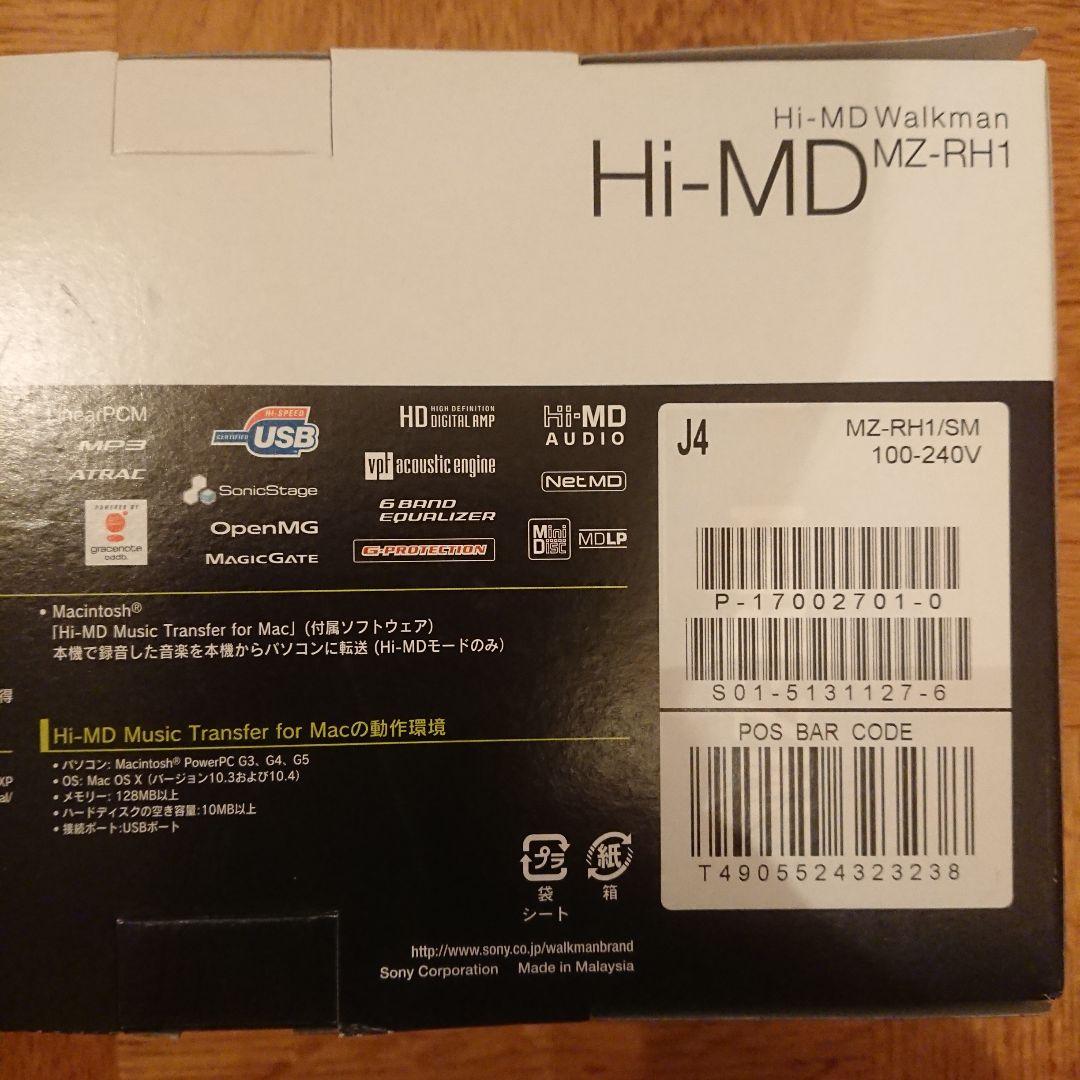 Hi-MD Walkman
Hi-MD MZ-RH1
LinearPCM
MP3
ATRAC
POWERED BY
gracenote
cddb.
HI-SPEED
CERTIFIED USB
SonicStage
OpenMG
MAGICGATE
HD HIGH DEFINITION
DIGITAL AMP
vpt acoustic engine
6 BAND
EQUALIZER
G-PROTECTION
Hi-MD
AUDIO
Net MD
Mini
Disc
MDLP
• Macintosh®
「Hi-MD Music Transfer for Mac」(付属ソフトウェア)
本機で録音した音楽を本機からパソコンに転送 (Hi-MDモードのみ)
得
Hi-MD Music Transfer for Macの動作環境
XP
al/
• パソコン: Macintosh® PowerPC G3、G4、G5
• OS: Mac OS X (バージョン10.3および10.4)
• メモリー: 128MB以上
• ハードディスクの空き容量:10MB以上
• 接続ポート:USBポート
プラ
袋
シート
紙
箱
http://www.sony.co.jp/walkmanbrand
Sony Corporation Made in Malaysia
J4
MZ-RH1/SM
100-240V
P-17002701-0
S01-5131127-6
POS BAR CODE
T4905524323238